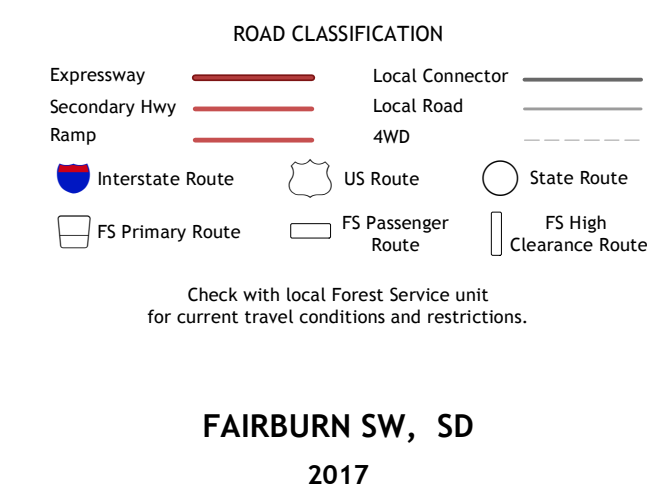 ROAD CLASSIFICATION
Expressway
Local Connector
Secondary Hwy
Local Road
Ramp
4WD
Interstate Route
US Route
State Route
FS Primary Route
FS Passenger
Route
FS High
Clearance Route
Check with local Forest Service unit
for current travel conditions and restrictions.
FAIRBURN SW,  SD
2017